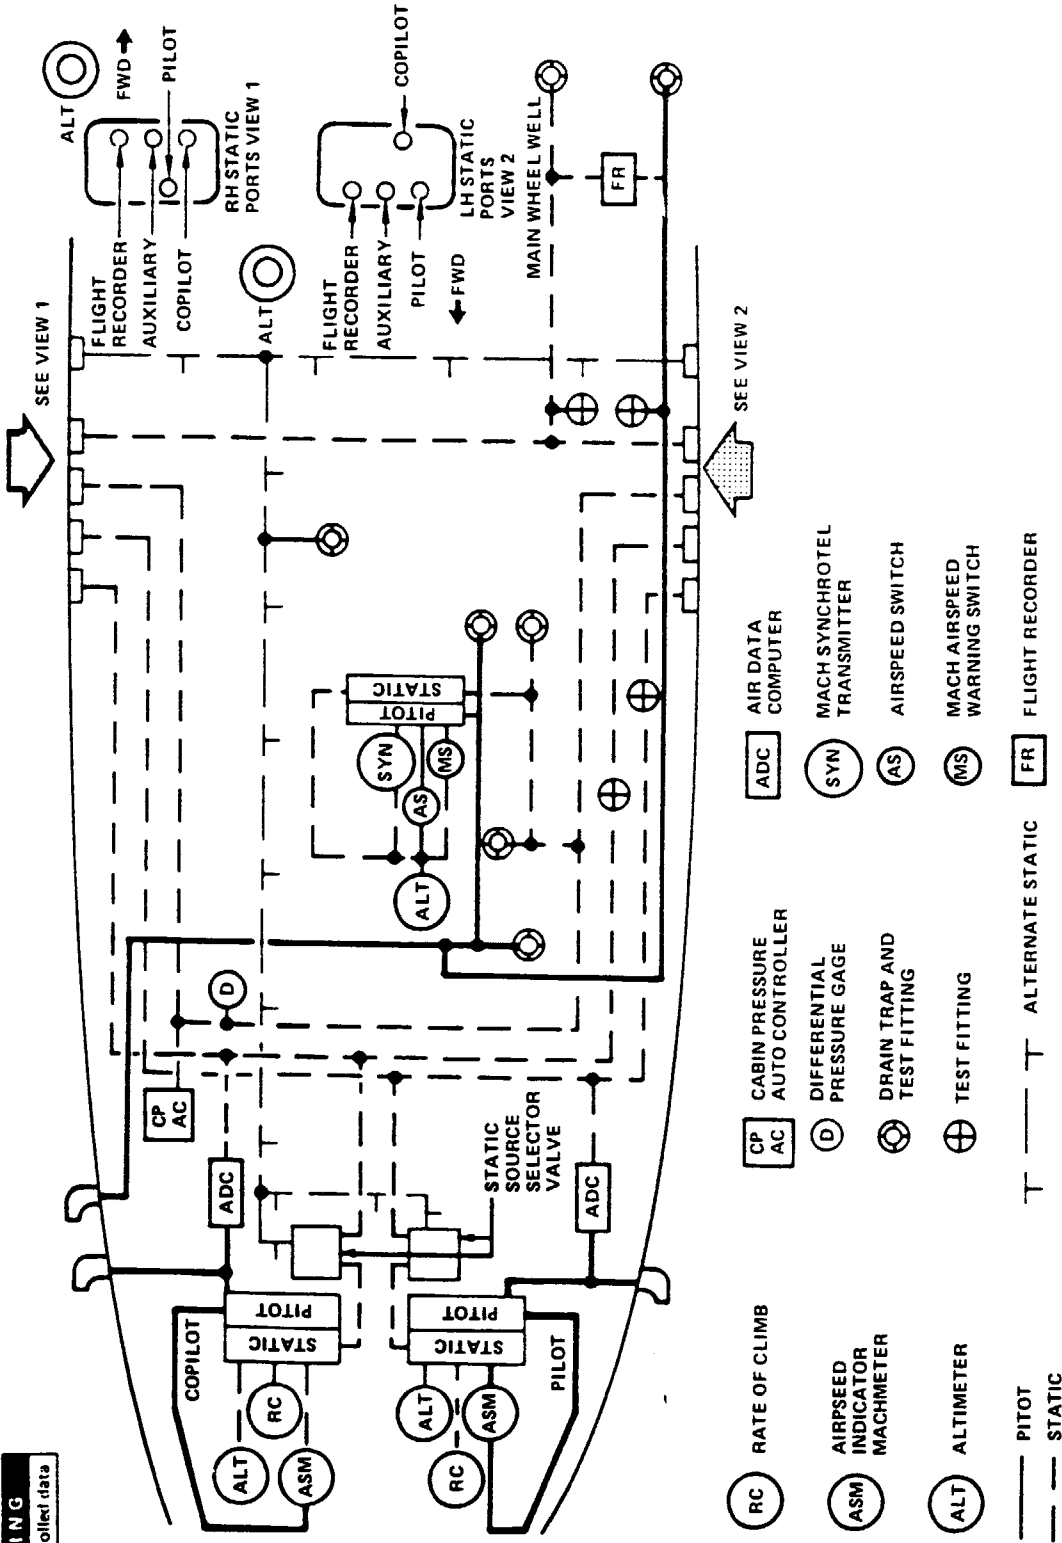 ING
olled data
SEE VIEW 1
ALT
FWD
PILOT
RH STATIC
PORTS VIEW 1
FLIGHT
RECORDER
AUXILIARY
COPILOT
ALT
COPILOT
LH STATIC
PORTS
VIEW 2
FLIGHT
RECORDER
AUXILIARY
PILOT
FWD
MAIN WHEEL WELL
FR
SEE VIEW 2
CP
AC
D
ADC
COPILOT
STATIC
PITOT
ALT
RC
ASM
STATIC
PITOT
SYN
AS
MS
ALT
STATIC
SOURCE
SELECTOR
VALVE
ADC
PILOT
STATIC
PITOT
ALT
RC
ASM
RC
RATE OF CLIMB
ASM
AIRPSEED
INDICATOR
MACHMETER
ALT
ALTIMETER
PITOT
STATIC
CP
AC
CABIN PRESSURE
AUTO CONTROLLER
D
DIFFERENTIAL
PRESSURE GAGE
DRAIN TRAP AND
TEST FITTING
TEST FITTING
ALTERNATE STATIC
ADC
AIR DATA
COMPUTER
SYN
MACH SYNCHROTEL
TRANSMITTER
AS
AIRSPEED SWITCH
MS
MACH AIRSPEED
WARNING SWITCH
FR
FLIGHT RECORDER